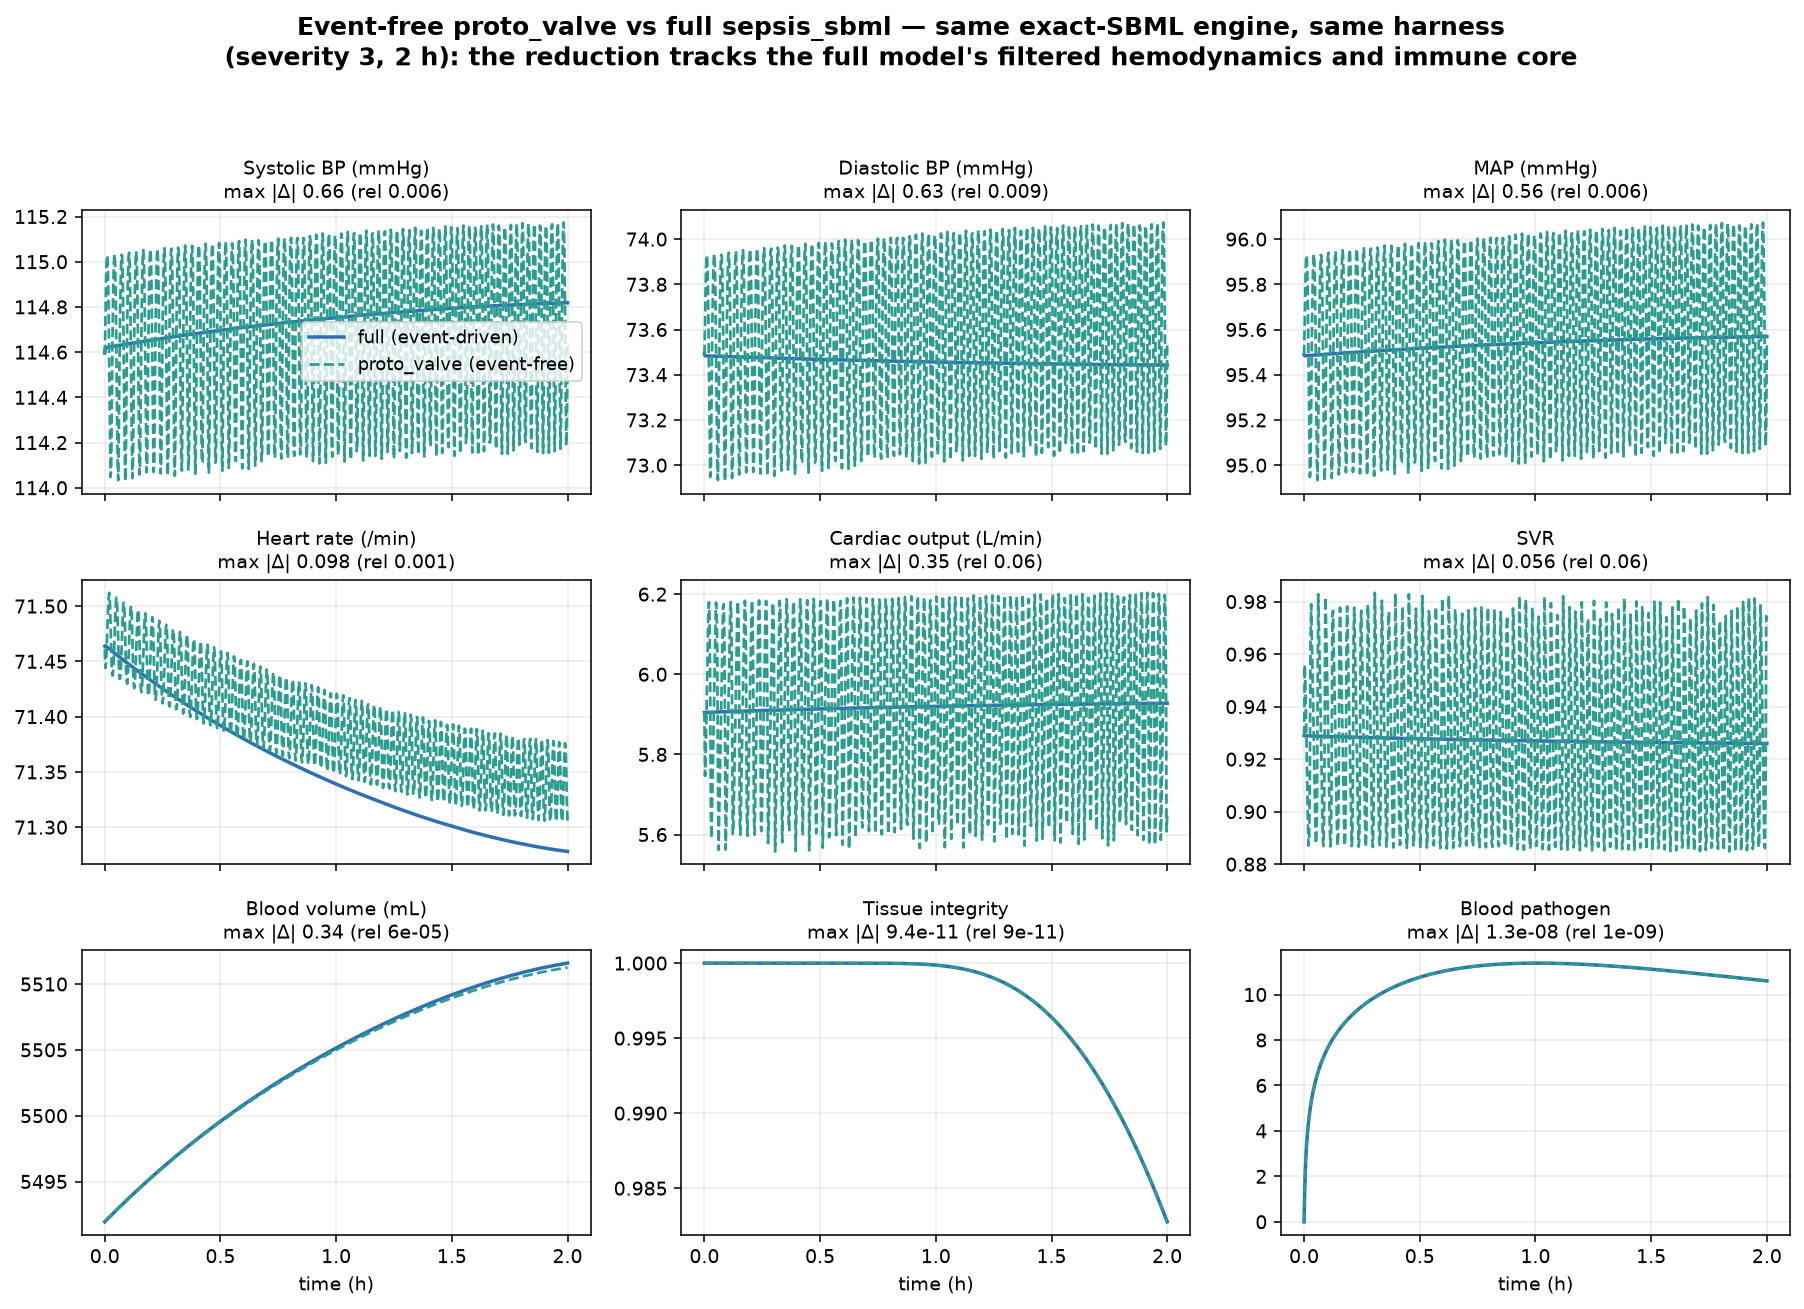 Event-free proto_valve vs full sepsis_sbml — same exact-SBML engine, same harness
(severity 3, 2 h): the reduction tracks the full model's filtered hemodynamics and immune core
Systolic BP (mmHg)
max |Δ| 0.66 (rel 0.006)
115.2
115.0
114.8
114.6
114.4
114.2
114.0
full (event-driven)
proto_valve (event-free)
Diastolic BP (mmHg)
max |Δ| 0.63 (rel 0.009)
74.0
73.8
73.6
73.4
73.2
73.0
MAP (mmHg)
max |Δ| 0.56 (rel 0.006)
96.0
95.8
95.6
95.4
95.2
95.0
Heart rate (/min)
max |Δ| 0.098 (rel 0.001)
71.50
71.45
71.40
71.35
71.30
Cardiac output (L/min)
max |Δ| 0.35 (rel 0.06)
6.2
6.0
5.8
5.6
SVR
max |Δ| 0.056 (rel 0.06)
0.98
0.96
0.94
0.92
0.90
0.88
Blood volume (mL)
max |Δ| 0.34 (rel 6e-05)
5510
5505
5500
5495
0.0 0.5 1.0 1.5 2.0
time (h)
Tissue integrity
max |Δ| 9.4e-11 (rel 9e-11)
1.000
0.995
0.990
0.985
0.0 0.5 1.0 1.5 2.0
time (h)
Blood pathogen
max |Δ| 1.3e-08 (rel 1e-09)
10
8
6
4
2
0
0.0 0.5 1.0 1.5 2.0
time (h)